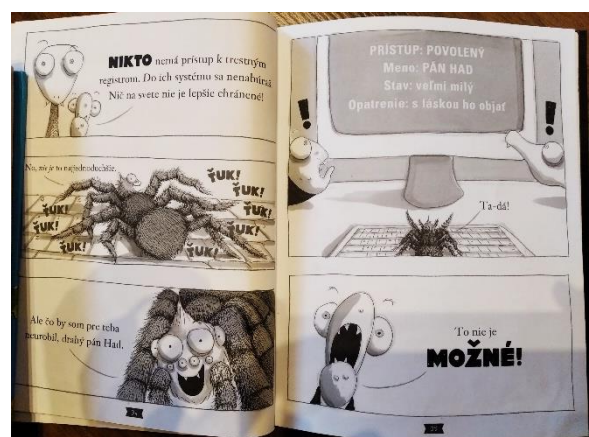 NIKTO nemá prístup k trestným
registrom. Do ich systému sa nenabúraš
Nič na svete nie je lepšie chránené!
No, nie je to najjednoduchšie.
ŤUK!
ŤUK!
ŤUK!
ŤUK!
ŤUK!
ŤUK!
ŤUK!
ŤUK!
Ale čo by som pre teba
neurobil, drahý pán Had.
24
PRÍSTUP: POVOLENÝ
Meno: PÁN HAD
Stav: veľmi milý
Opatrenie: s láskou ho objať
!
!
Ta-dá!
To nie je
MOŽNÉ!
25